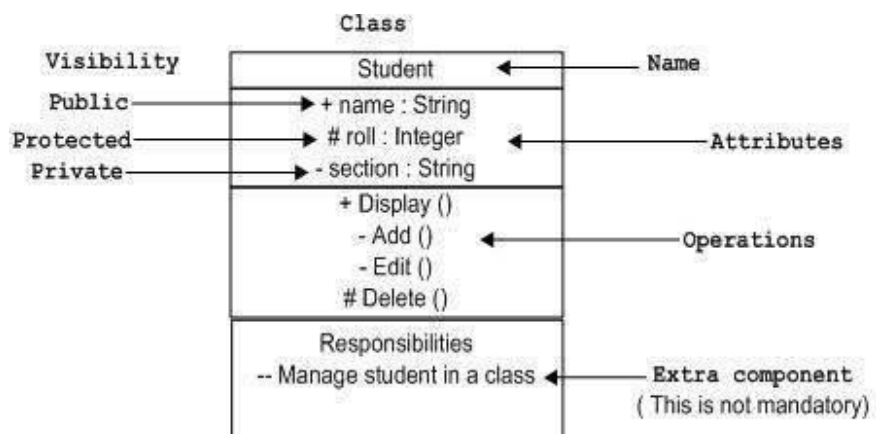 Class
Visibility
Student
Name
Public
+ name : String
Protected
# roll : Integer
Attributes
Private
- section : String
+ Display ()
- Add ()
Operations
- Edit ()
# Delete ()
Responsibilities
-- Manage student in a class
Extra component
( This is not mandatory)